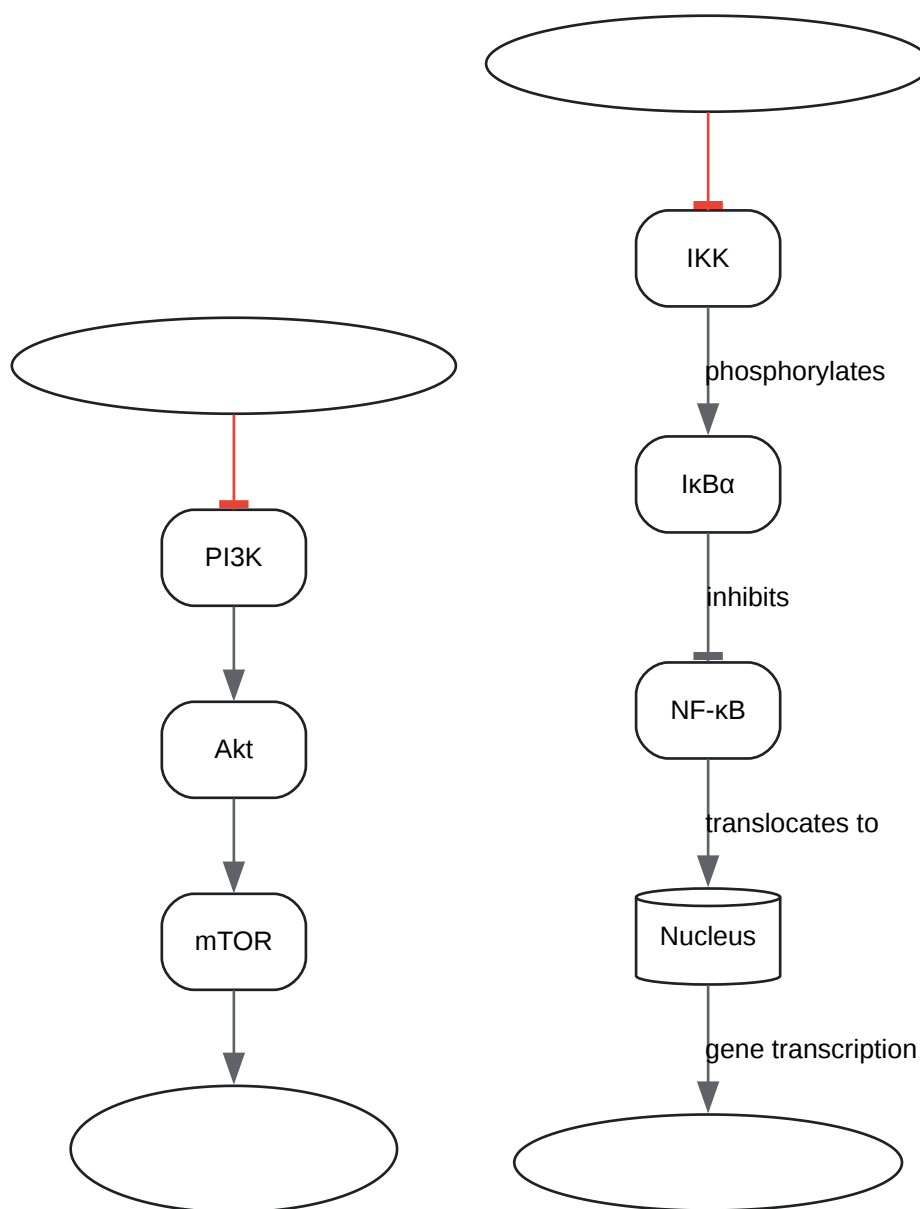 IKK
phosphorylates
IκBα
inhibits
NF-κB
translocates to
Nucleus
gene transcription
PI3K
Akt
mTOR